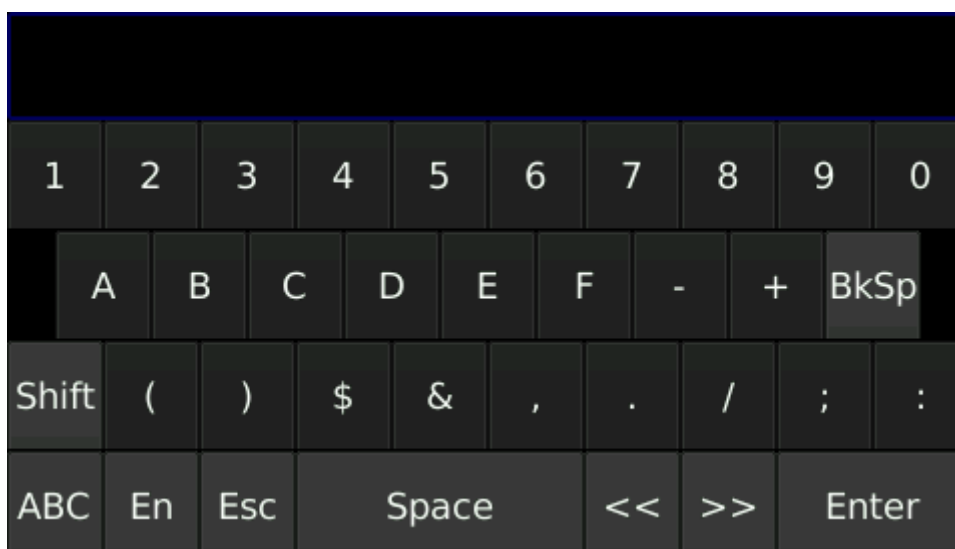 1 2 3 4 5 6 7 8 9 0
A B C D E F - + BkSp
Shift ( ) $ & , . / ; :
ABC En Esc Space << >> Enter